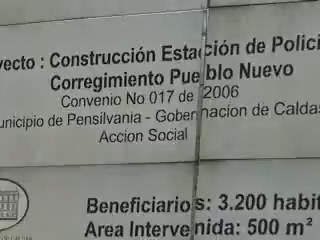 yecto : Construcción Estación de Polici
Corregimiento Pueblo Nuevo
Convenio No 017 de 2006
unicipio de Pensilvania - Gobernacion de Caldas
Accion Social
Beneficiarios: 3.200 habit
Area Intervenida: 500 m²